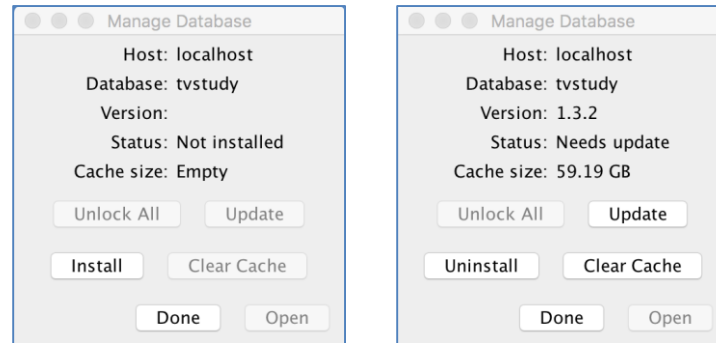 Manage Database
Host: localhost
Database: tvstudy
Version:
Status: Not installed
Cache size: Empty
Unlock All Update
Install Clear Cache
Done Open
Manage Database
Host: localhost
Database: tvstudy
Version: 1.3.2
Status: Needs update
Cache size: 59.19 GB
Unlock All Update
Uninstall Clear Cache
Done Open